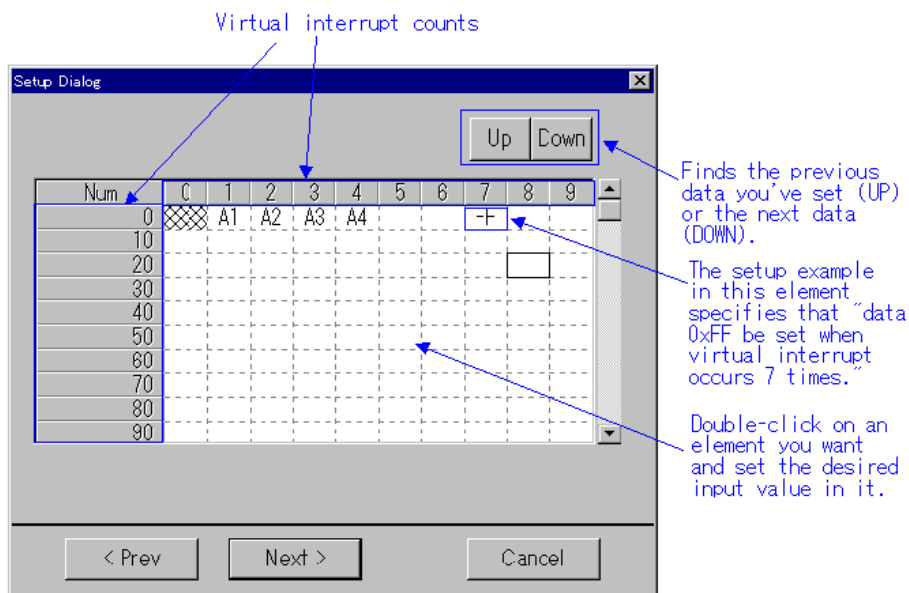 Virtual interrupt counts
Setup Dialog
Up Down
Finds the previous
data you've set (UP)
or the next data
(DOWN).
Num 0 1 2 3 4 5 6 7 8 9
0 A1 A2 A3 A4
10
20
30
40
50
60
70
80
90
The setup example
in this element
specifies that "data
0xFF be set when
virtual interrupt
occurs 7 times."
Double-click on an
element you want
and set the desired
input value in it.
< Prev Next > Cancel